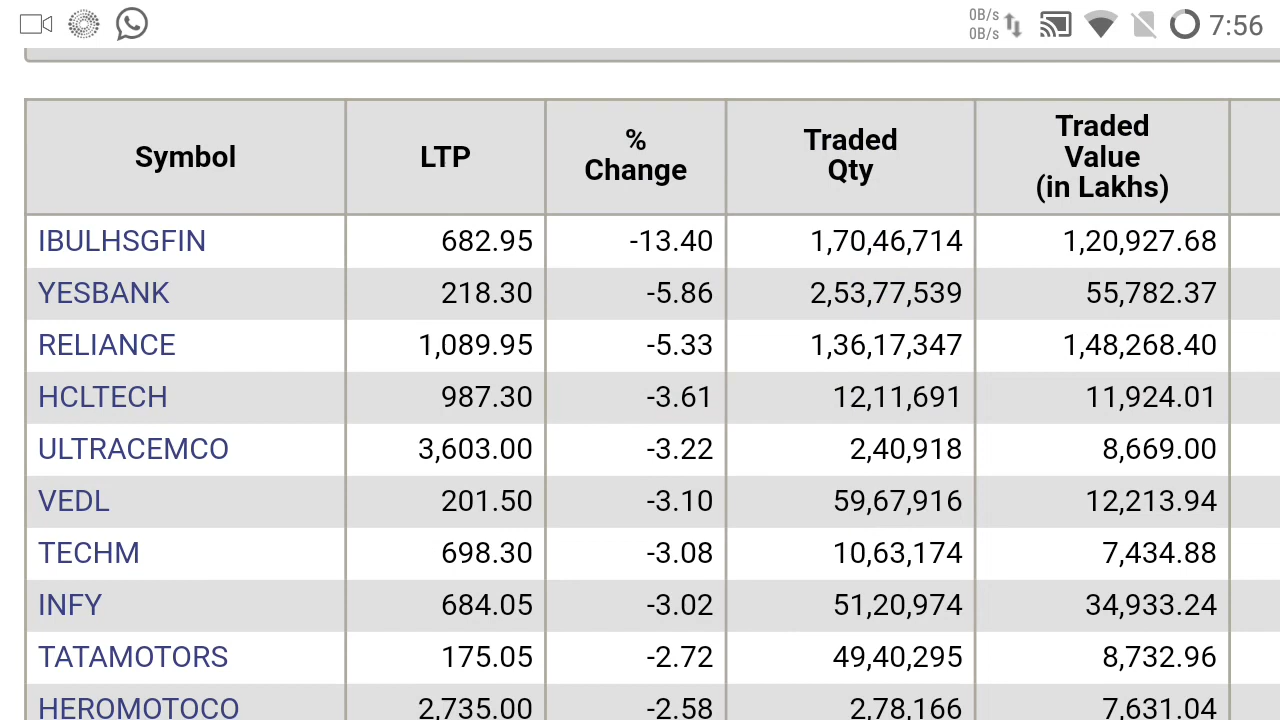 0B/s
0B/s
7:56
Symbol LTP % Change Traded Qty Traded Value (in Lakhs)
IBULHSGFIN 682.95 -13.40 1,70,46,714 1,20,927.68
YESBANK 218.30 -5.86 2,53,77,539 55,782.37
RELIANCE 1,089.95 -5.33 1,36,17,347 1,48,268.40
HCLTECH 987.30 -3.61 12,11,691 11,924.01
ULTRACEMCO 3,603.00 -3.22 2,40,918 8,669.00
VEDL 201.50 -3.10 59,67,916 12,213.94
TECHM 698.30 -3.08 10,63,174 7,434.88
INFY 684.05 -3.02 51,20,974 34,933.24
TATAMOTORS 175.05 -2.72 49,40,295 8,732.96
HEROMOTOCO 2,735.00 -2.58 2,78,166 7,631.04